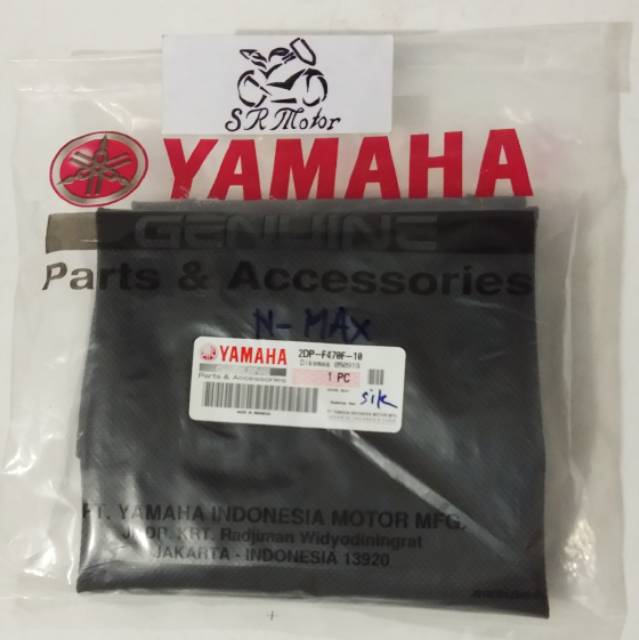 SR Motor
YAMAHA
GENUINE
Parts & Accessories
N-MAX
YAMAHA
2DP-F470F-10
GENUINE
Parts & Accessories
1 PC
sik
PT. YAMAHA INDONESIA MOTOR MFG.
JL. DR. KRT. Radjiman Widyodiningrat
JAKARTA - INDONESIA 13920